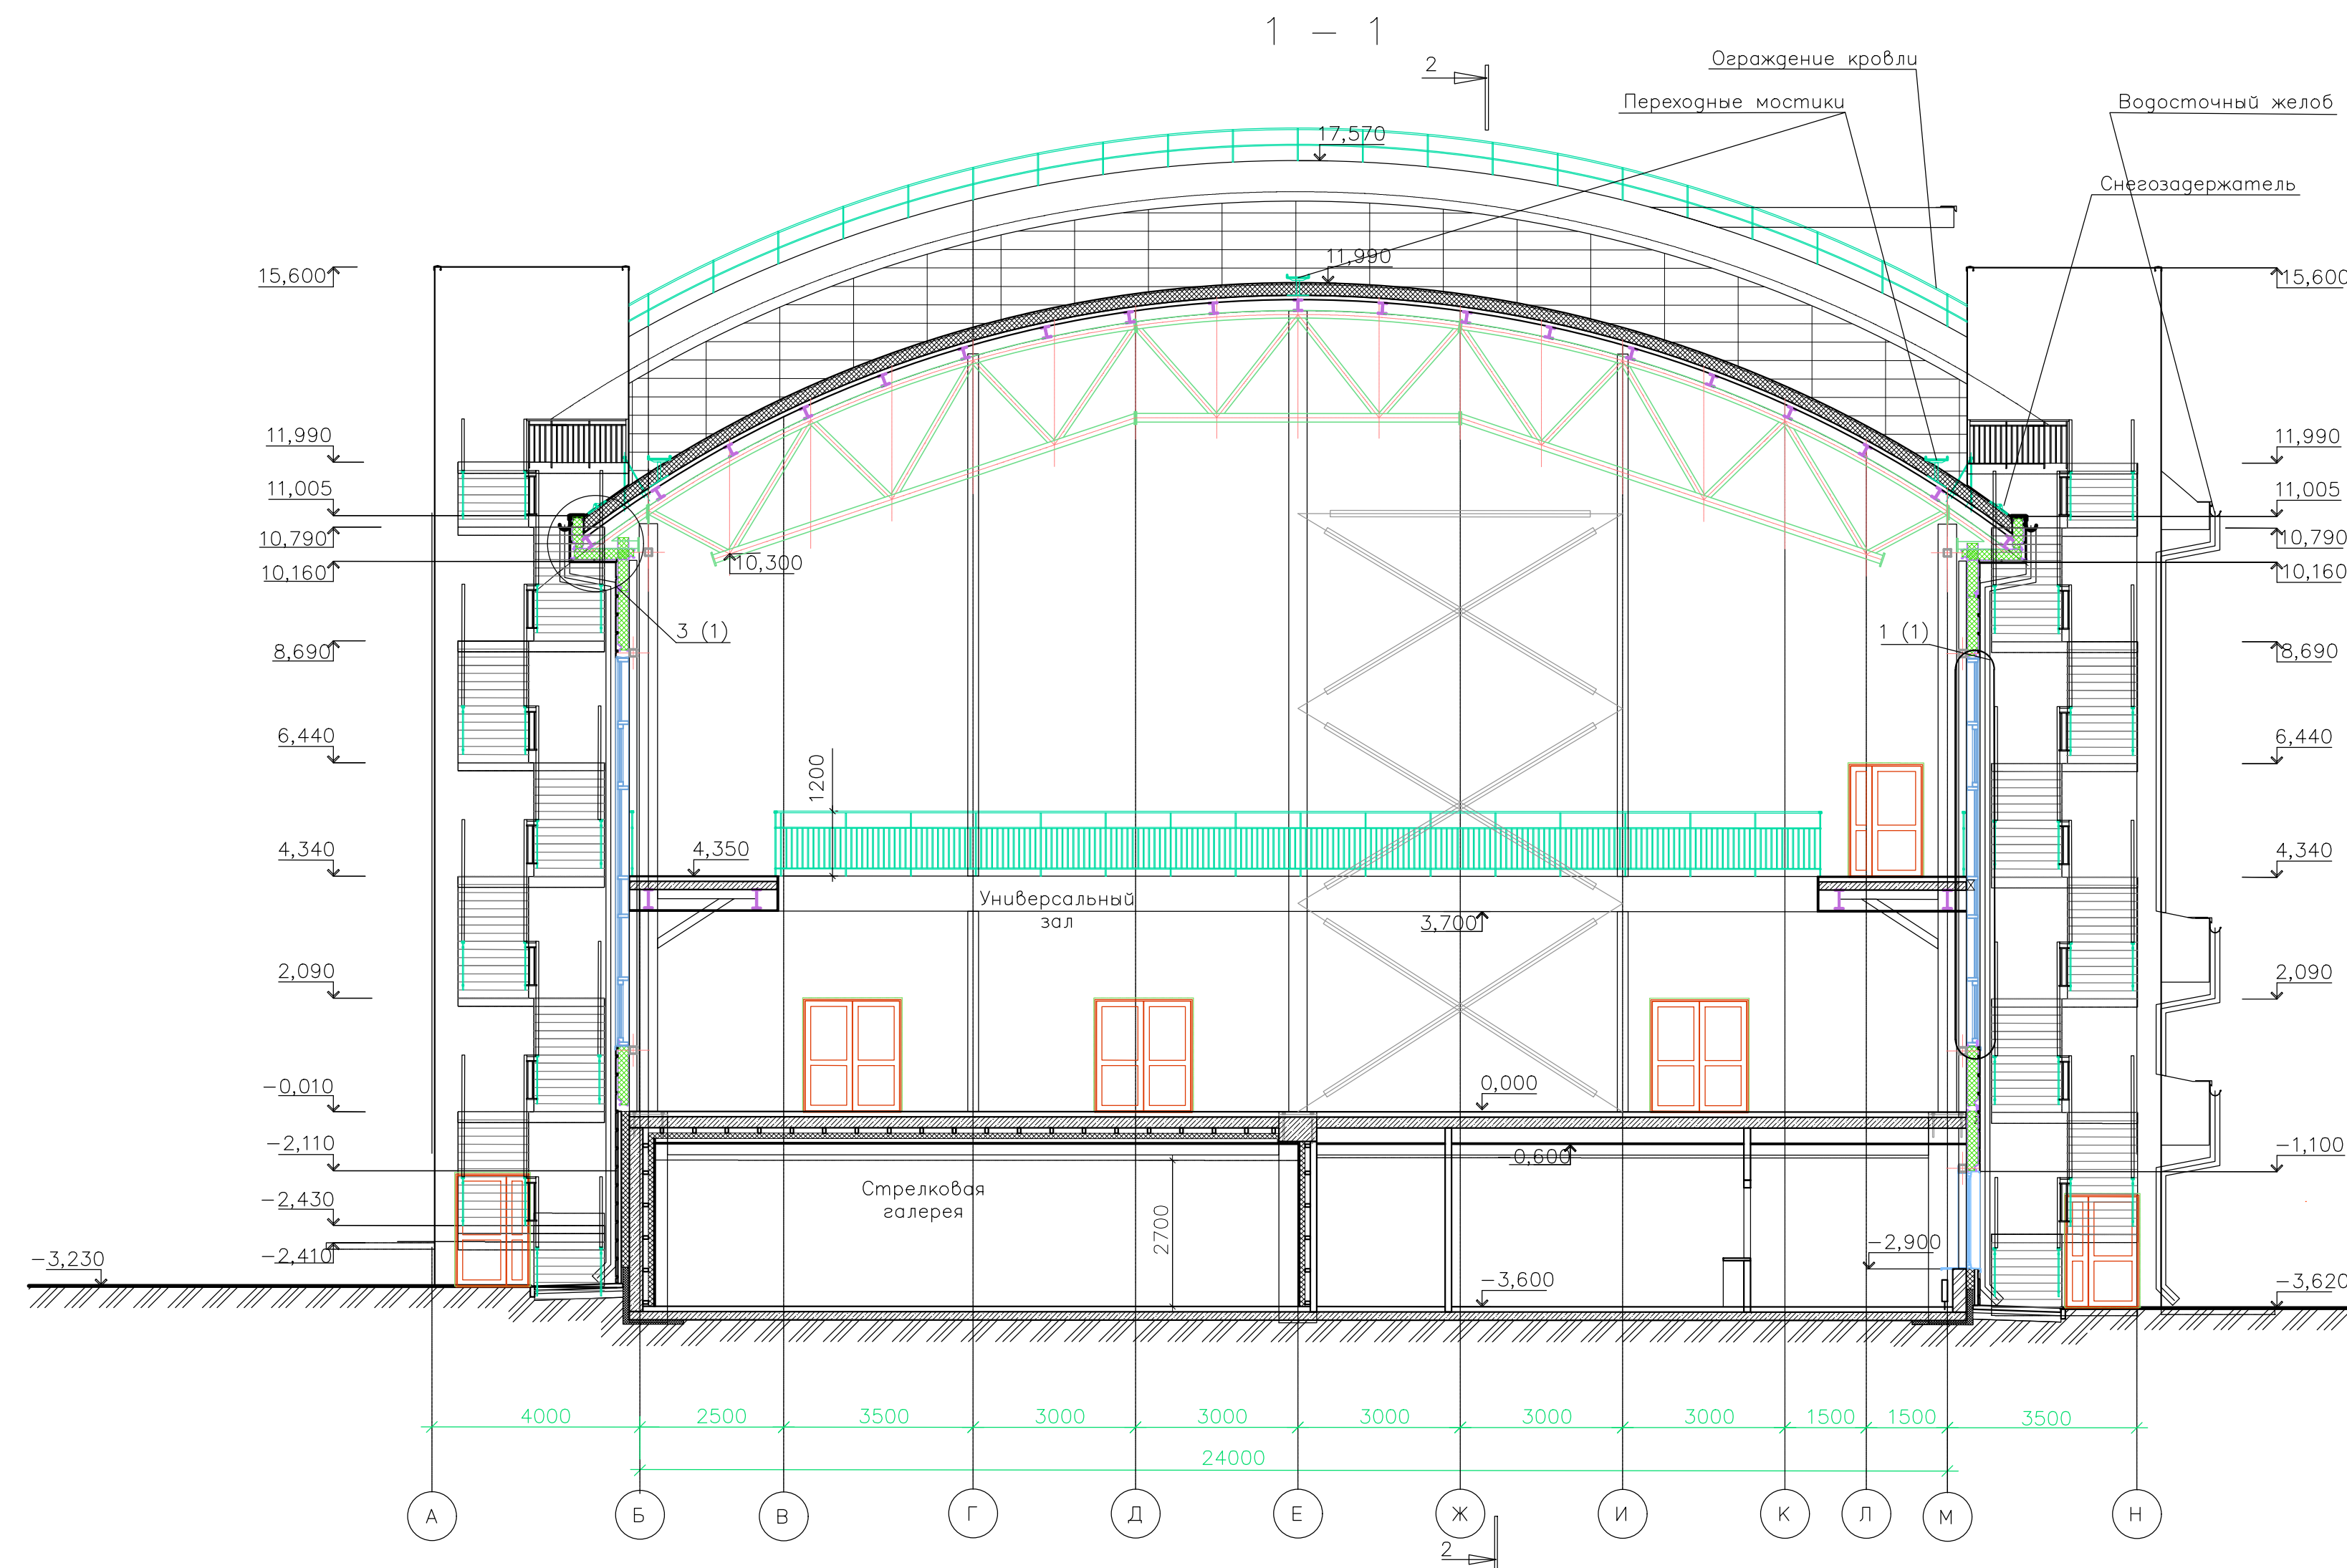 1 – 1
Ограждение кровли
2
Переходные мостики
Водосточный желоб
17,570
Снегозадержатель
11,990
15,600
15,600
11,990
11,990
11,005
11,005
10,790
10,790
10,300
10,160
10,160
3 (1)
1 (1)
8,690
8,690
6,440
6,440
1200
4,340
4,350
4,340
Универсальный
зал
3,700
2,090
2,090
-0,010
0,000
-2,110
-0,600
-1,100
Стрелковая
галерея
-2,430
2700
-2,900
-3,230
-2,410
-3,600
-3,620
4000
2500
3500
3000
3000
3000
3000
3000
1500
1500
3500
24000
А
Б
В
Г
Д
Е
Ж
И
К
Л
М
Н
2